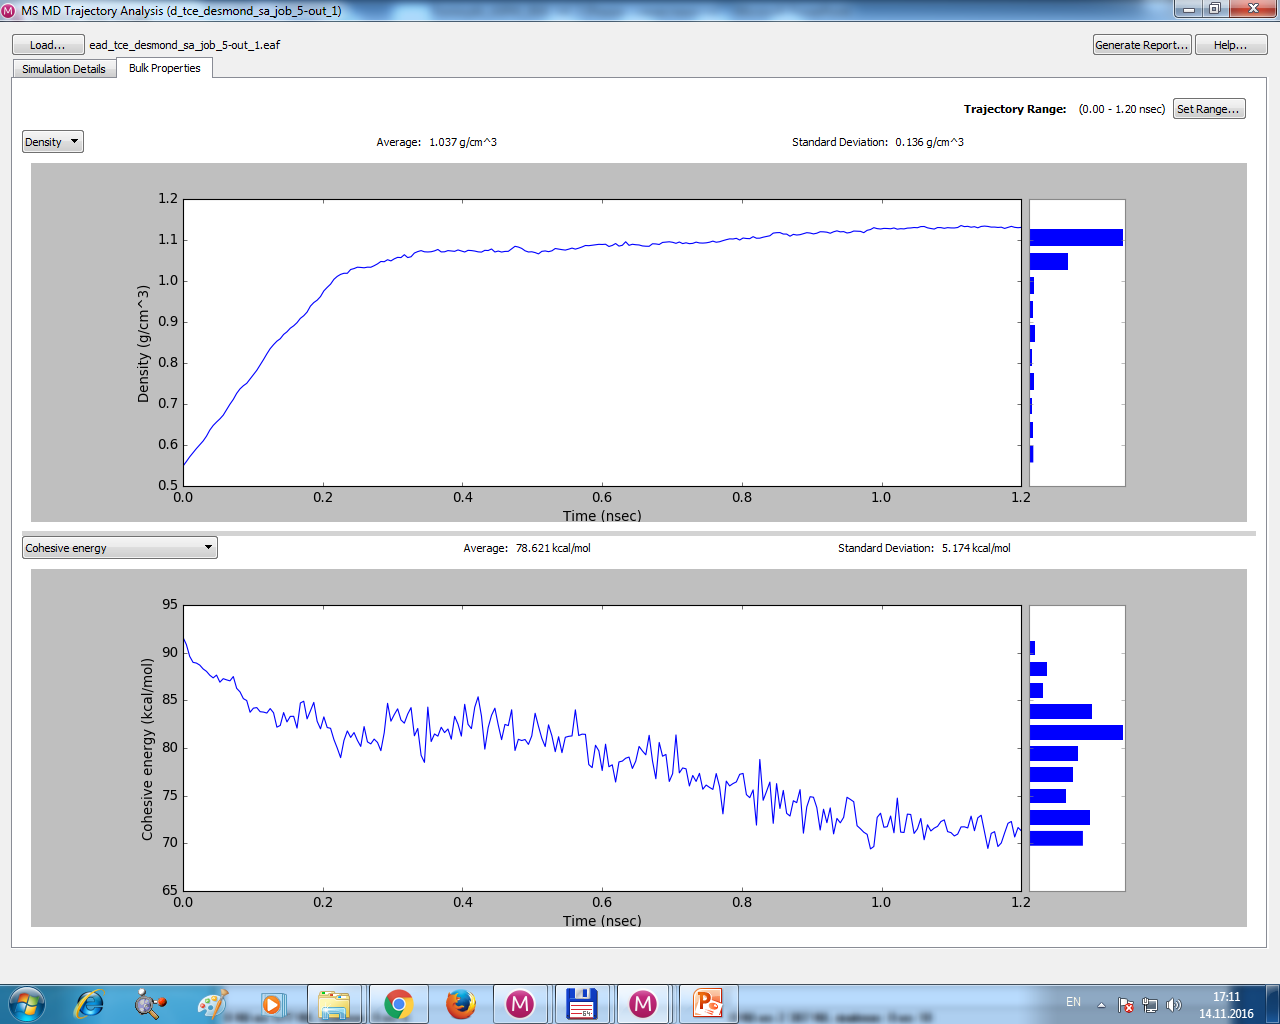 MS MD Trajectory Analysis (d_tce_desmond_sa_job_5-out_1)
Load... ead_tce_desmond_sa_job_5-out_1.eaf Generate Report... Help...
Simulation Details Bulk Properties
Trajectory Range: (0.00 - 1.20 nsec) Set Range...
Density Average: 1.037 g/cm^3 Standard Deviation: 0.136 g/cm^3
1.2
1.1
1.0
0.9
0.8
0.7
0.6
0.5
Density (g/cm^3)
0.0 0.2 0.4 0.6 0.8 1.0 1.2
Time (nsec)
Cohesive energy Average: 78.621 kcal/mol Standard Deviation: 5.174 kcal/mol
95
90
85
80
75
70
65
Cohesive energy (kcal/mol)
0.0 0.2 0.4 0.6 0.8 1.0 1.2
Time (nsec)
EN 17:11
14.11.2016